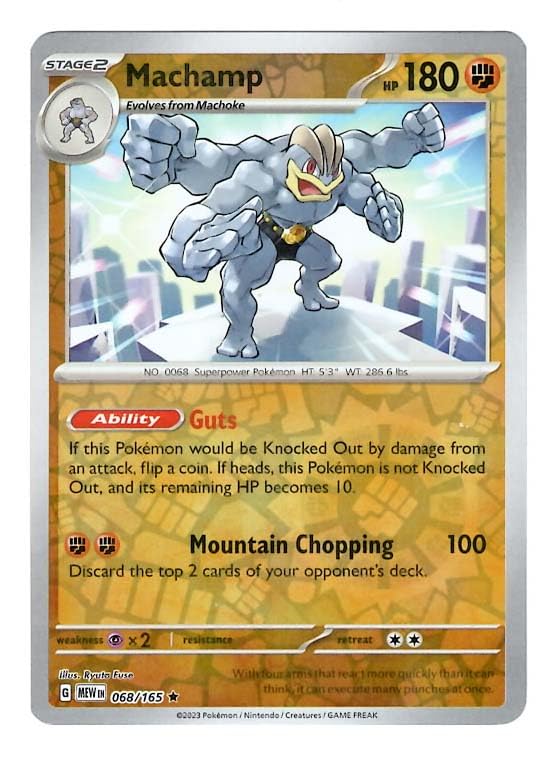 STAGE2
Machamp
HP 180
Evolves from Machoke
NO. 0068 Superpower Pokémon HT: 5'3" WT: 286.6 lbs.
Ability Guts
If this Pokémon would be Knocked Out by damage from
an attack, flip a coin. If heads, this Pokémon is not Knocked
Out, and its remaining HP becomes 10.
Mountain Chopping 100
Discard the top 2 cards of your opponent's deck.
weakness ×2 resistance retreat
Illus. Ryuta Fuse
With four arms that react more quickly than it can
think, it can execute many punches at once.
G MEW EN 068/165
©2023 Pokémon / Nintendo / Creatures / GAME FREAK